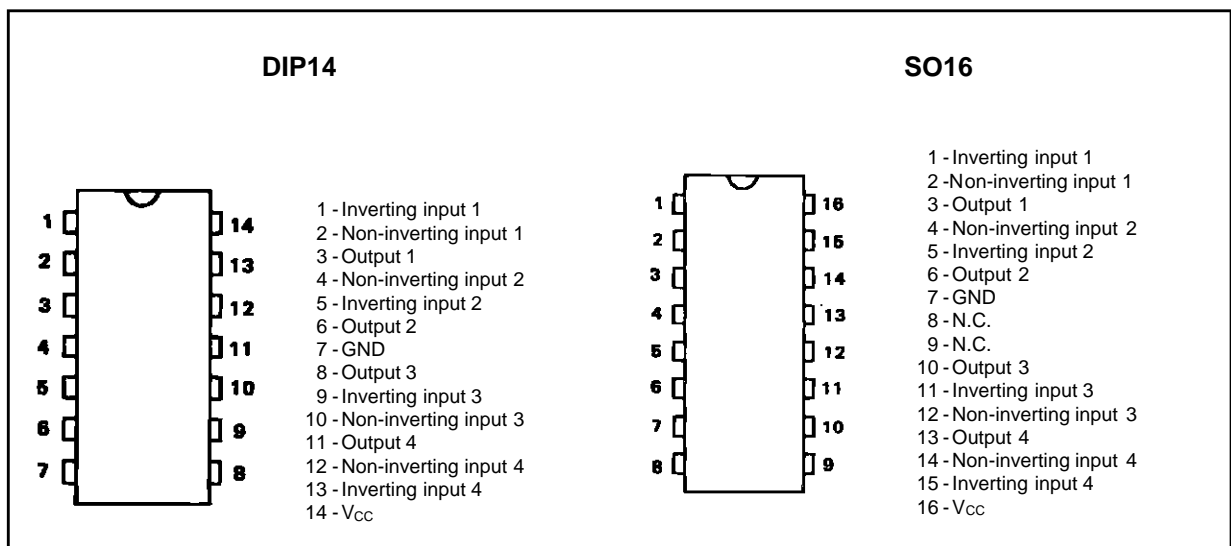 DIP14
1 - Inverting input 1
2 - Non-inverting input 1
3 - Output 1
4 - Non-inverting input 2
5 - Inverting input 2
6 - Output 2
7 - GND
8 - Output 3
9 - Inverting input 3
10 - Non-inverting input 3
11 - Output 4
12 - Non-inverting input 4
13 - Inverting input 4
14 - VCC
1 14
2 13
3 12
4 11
5 10
6 9
7 8
SO16
1 - Inverting input 1
2 - Non-inverting input 1
3 - Output 1
4 - Non-inverting input 2
5 - Inverting input 2
6 - Output 2
7 - GND
8 - N.C.
9 - N.C.
10 - Output 3
11 - Inverting input 3
12 - Non-inverting input 3
13 - Output 4
14 - Non-inverting input 4
15 - Inverting input 4
16 - VCC
1 16
2 15
3 14
4 13
5 12
6 11
7 10
8 9